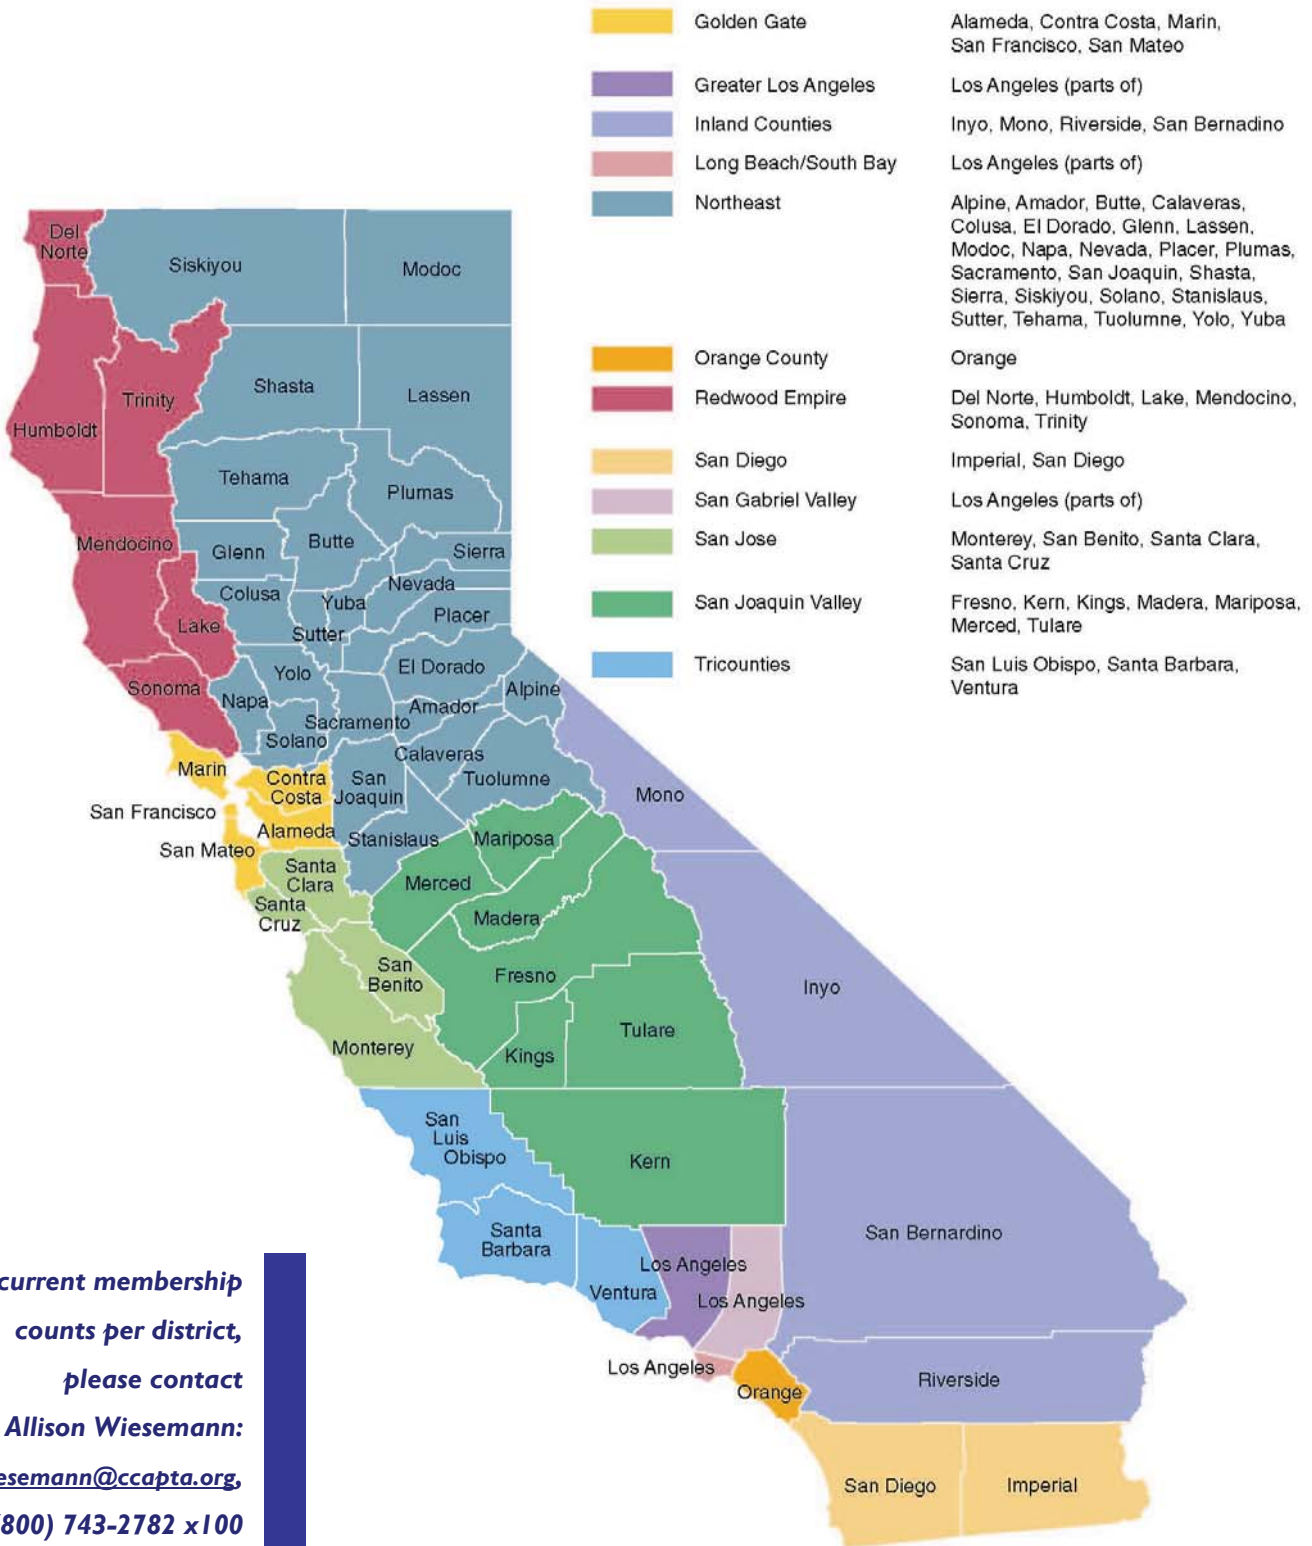 Golden Gate
Alameda, Contra Costa, Marin,
San Francisco, San Mateo
Greater Los Angeles
Los Angeles (parts of)
Inland Counties
Inyo, Mono, Riverside, San Bernadino
Long Beach/South Bay
Los Angeles (parts of)
Northeast
Alpine, Amador, Butte, Calaveras,
Colusa, El Dorado, Glenn, Lassen,
Modoc, Napa, Nevada, Placer, Plumas,
Sacramento, San Joaquin, Shasta,
Sierra, Siskiyou, Solano, Stanislaus,
Sutter, Tehama, Tuolumne, Yolo, Yuba
Orange County
Orange
Redwood Empire
Del Norte, Humboldt, Lake, Mendocino,
Sonoma, Trinity
San Diego
Imperial, San Diego
San Gabriel Valley
Los Angeles (parts of)
San Jose
Monterey, San Benito, Santa Clara,
Santa Cruz
San Joaquin Valley
Fresno, Kern, Kings, Madera, Mariposa,
Merced, Tulare
Tricounties
San Luis Obispo, Santa Barbara,
Ventura
Del
Norte
Siskiyou
Modoc
Humboldt
Trinity
Shasta
Lassen
Tehama
Plumas
Mendocino
Glenn
Butte
Sierra
Colusa
Yuba
Nevada
Placer
Lake
Sutter
Yolo
El Dorado
Sonoma
Napa
Alpine
Amador
Sacramento
Solano
Calaveras
Marin
Contra
Costa
San
Joaquin
Tuolumne
Mono
San Francisco
Alameda
Stanislaus
Mariposa
San Mateo
Santa
Clara
Merced
Santa
Cruz
Madera
San
Benito
Fresno
Inyo
Monterey
Kings
Tulare
San
Luis
Obispo
Kern
Santa
Barbara
San Bernardino
Los Angeles
Ventura
Los Angeles
Los Angeles
Orange
Riverside
San Diego
Imperial
current membership
counts per district,
please contact
Allison Wiesemann:
esemann@ccapta.org,
800) 743-2782 x100